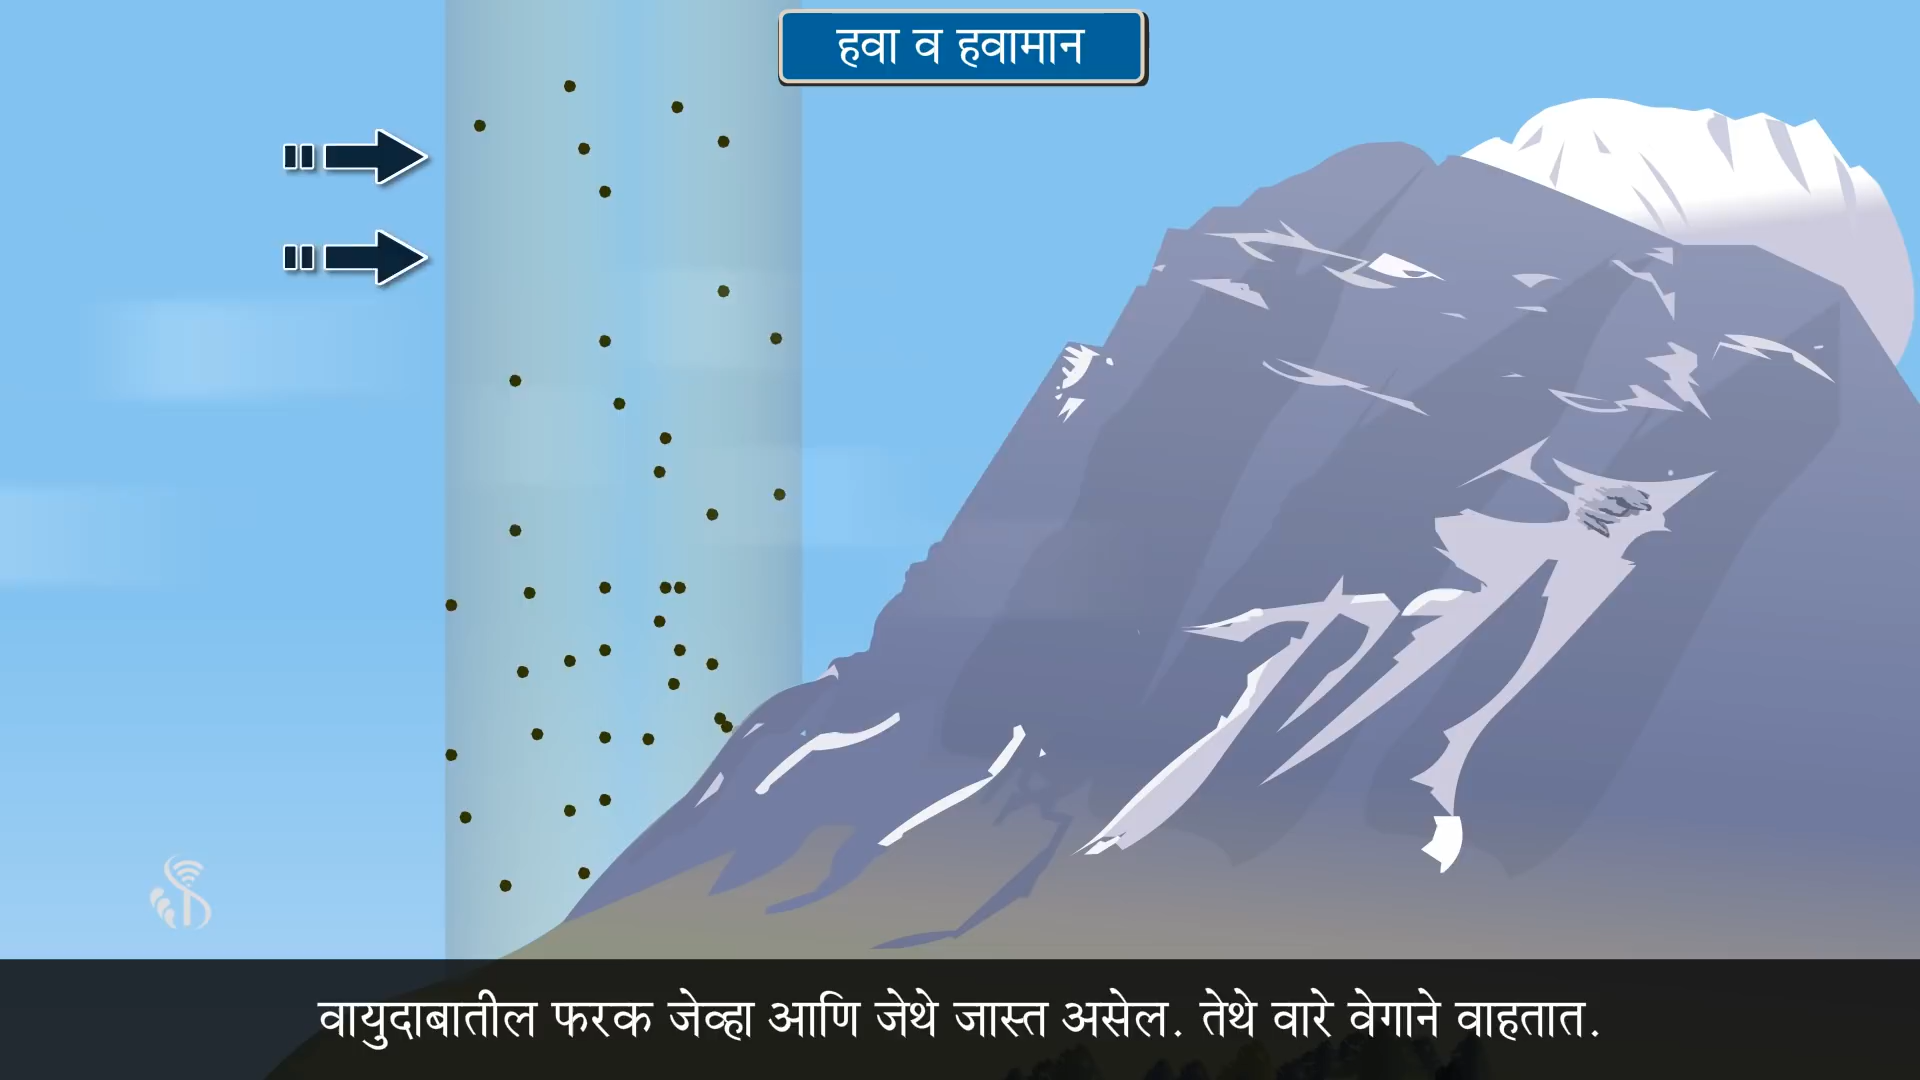 हवा व हवामान
वायुदाबातील फरक जेव्हा आणि जेथे जास्त असेल. तेथे वारे वेगाने वाहतात.